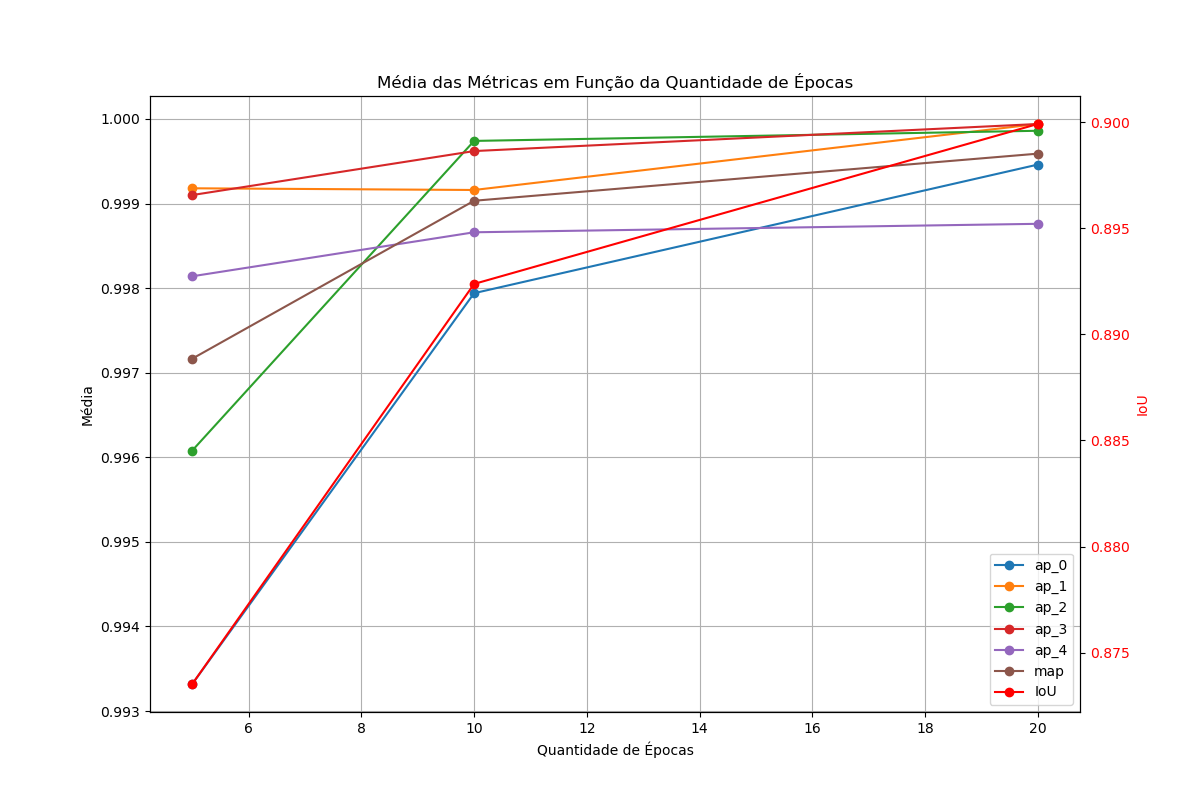 Média das Métricas em Função da Quantidade de Épocas
1.000
0.999
0.998
0.997
0.996
0.995
0.994
0.993
Média
6 8 10 12 14 16 18 20
Quantidade de Épocas
0.900
0.895
0.890
0.885
0.880
0.875
IoU
ap_0
ap_1
ap_2
ap_3
ap_4
map
IoU